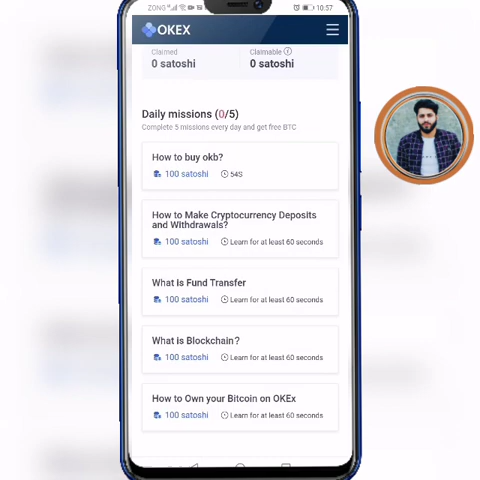 ZONG
10:57
OKEX
Claimed
Claimable
0 satoshi
0 satoshi
Daily missions (0/5)
Complete 5 missions every day and get free BTC
How to buy okb?
100 satoshi
54S
How to Make Cryptocurrency Deposits
and Withdrawals?
100 satoshi
Learn for at least 60 seconds
What is Fund Transfer
100 satoshi
Learn for at least 60 seconds
What is Blockchain?
100 satoshi
Learn for at least 60 seconds
How to Own your Bitcoin on OKEx
100 satoshi
Learn for at least 60 seconds